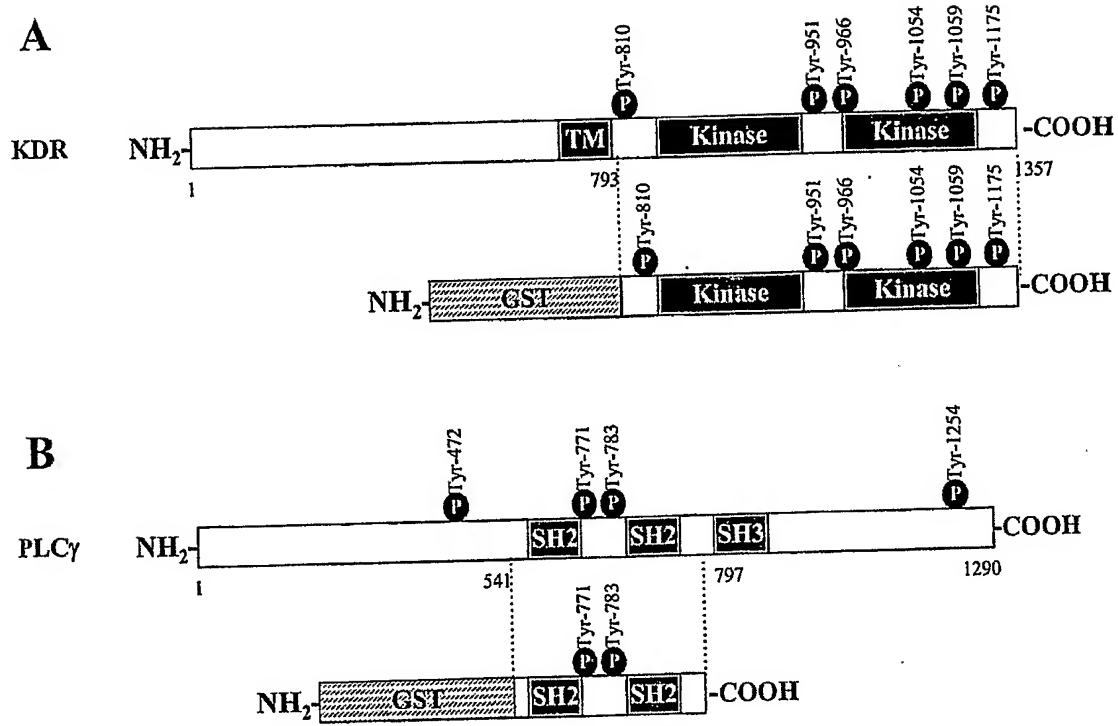 A
Tyr-810
Tyr-951
Tyr-966
Tyr-1054
Tyr-1059
Tyr-1175
P
P
P
P
P
P
KDR
NH2-
TM
Kinase
Kinase
-COOH
1
793
1357
Tyr-810
Tyr-951
Tyr-966
Tyr-1054
Tyr-1059
Tyr-1175
P
P
P
P
P
P
NH2-
GST
Kinase
Kinase
-COOH
B
Tyr-472
Tyr-771
Tyr-783
Tyr-1254
P
P
P
P
PLCγ
NH2-
SH2
SH2
SH3
-COOH
1
541
797
1290
Tyr-771
Tyr-783
P
P
NH2-
GST
SH2
SH2
-COOH